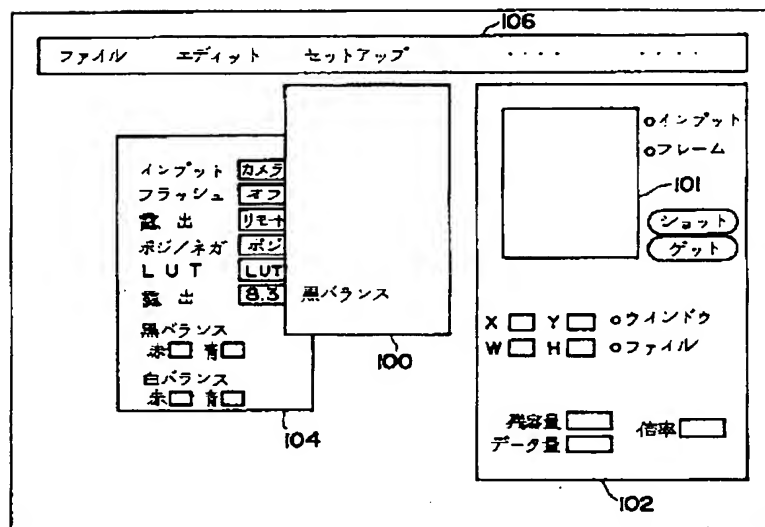 106
ファイル エディット セットアップ ・・・・ ・・・・
インプット カメラ
フラッシュ オフ
露出 リモート
ポジ/ネガ ポジ
LUT LUT
露出 8.3
黒バランス
赤 青
白バランス
赤 青
104
黒バランス
100
インプット
フレーム
101
ショット
ゲット
X Y ウインドウ
W H ファイル
残容量 倍率
データ量
102